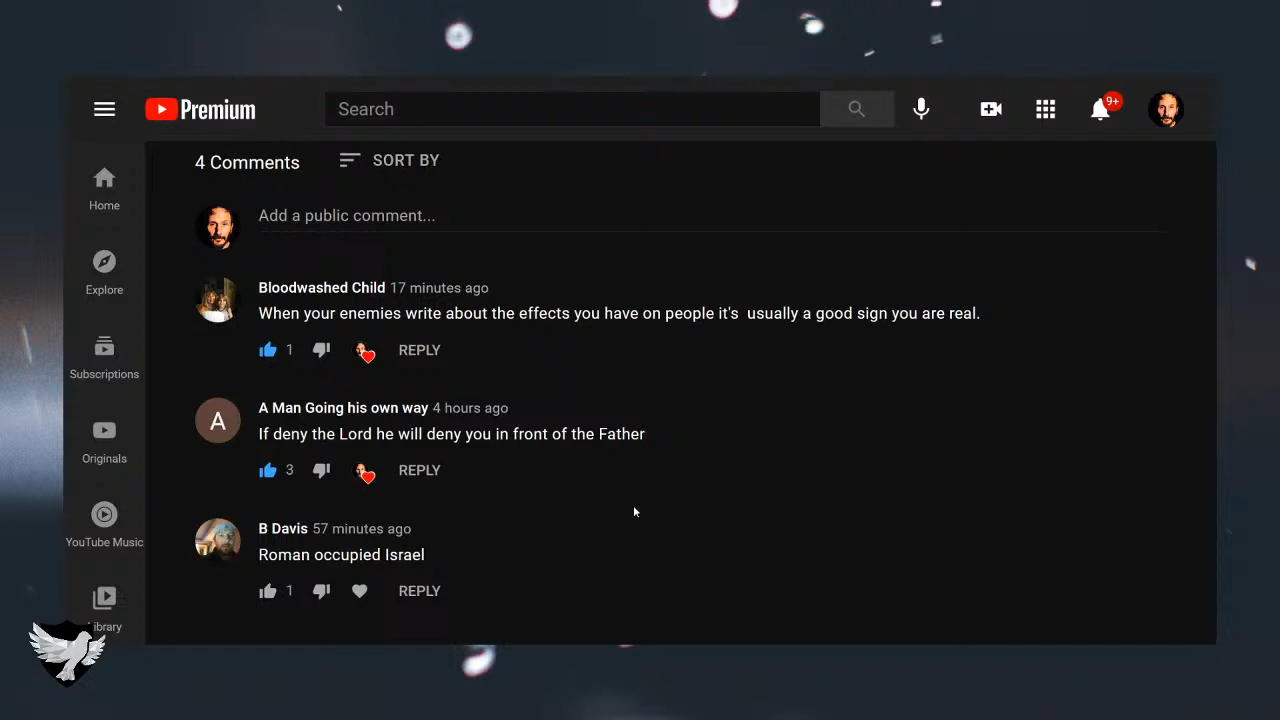 Premium
Search
9+
4 Comments
SORT BY
Home
Add a public comment...
Explore
Bloodwashed Child 17 minutes ago
When your enemies write about the effects you have on people it's  usually a good sign you are real.
1
REPLY
Subscriptions
A Man Going his own way 4 hours ago
A
If deny the Lord he will deny you in front of the Father
3
REPLY
Originals
B Davis 57 minutes ago
Roman occupied Israel
1
REPLY
YouTube Music
Library